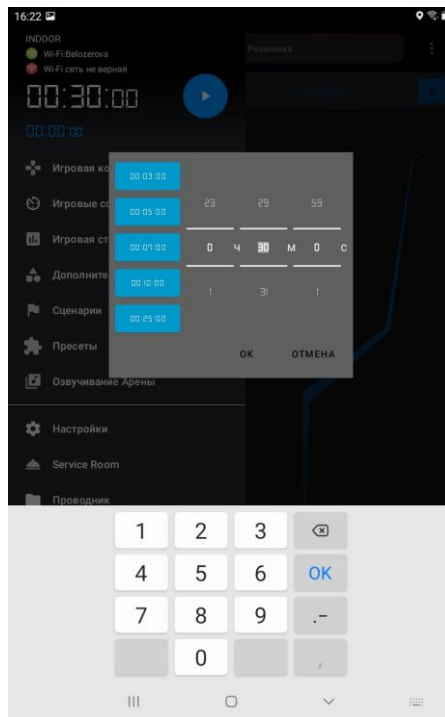 16:22
INDOOR
Wi-Fi:Belozerova
Wi-Fi сеть не верная
Разминка
00:30:00
00:00:00
Игровая ко
Игровые со
Игровая ст
Дополните
Сценарии
Пресеты
Озвучивание Арены
Настройки
Service Room
Проводник
00:03:00
00:05:00
00:07:00
00:10:00
00:25:00
23 29 59
0 Ч 30 М 0 С
1 31 1
ОК ОТМЕНА
1 2 3
4 5 6 OK
7 8 9 .-
0 ,